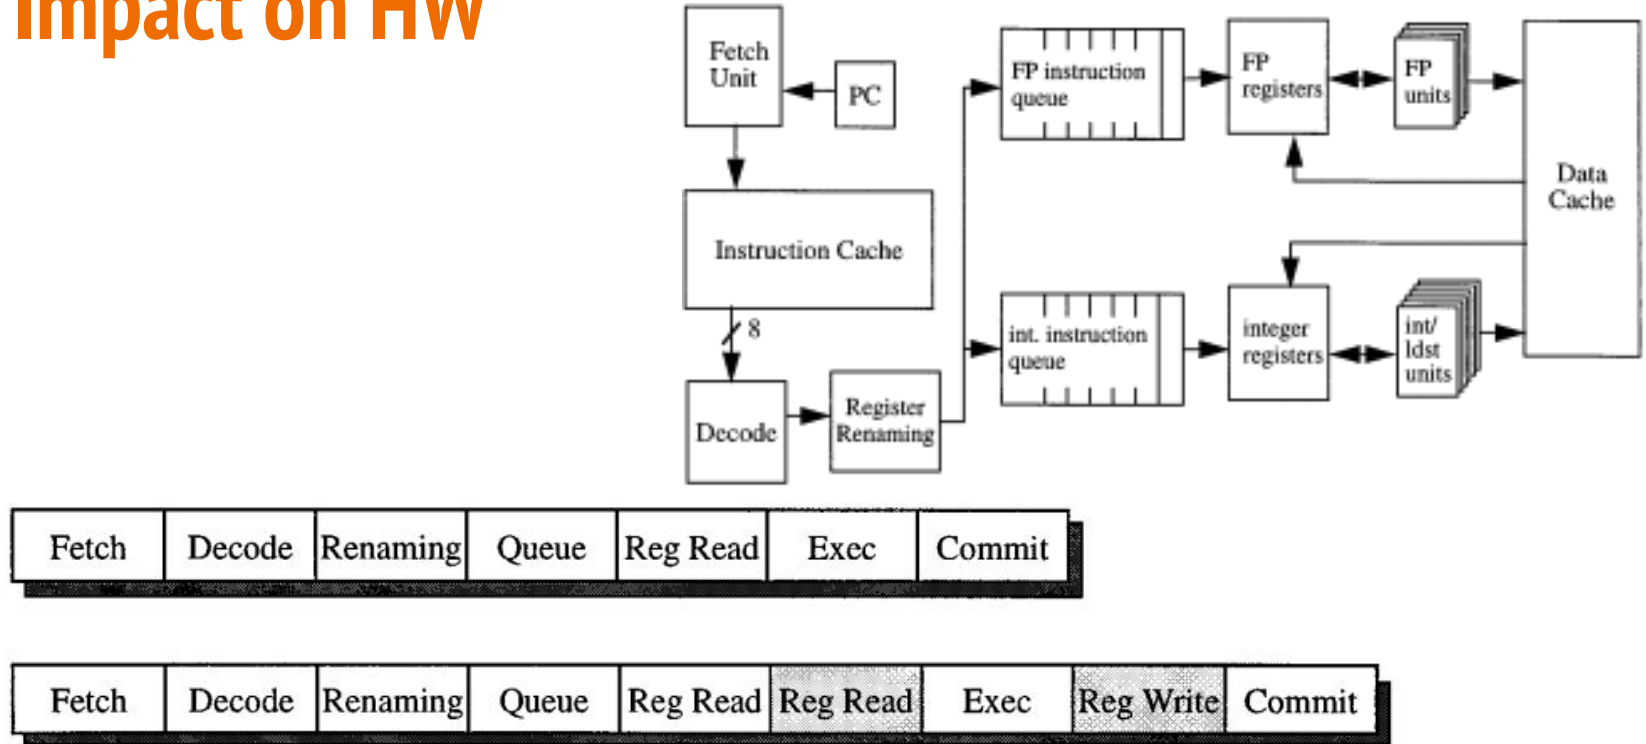 Impact on HW
Fetch
Unit
PC
Instruction Cache
8
Decode
Register
Renaming
FP instruction
queue
FP
registers
FP
units
Data
Cache
int. instruction
queue
integer
registers
int/
ldst
units
Fetch Decode Renaming Queue Reg Read Exec Commit
Fetch Decode Renaming Queue Reg Read Reg Read Exec Reg Write Commit